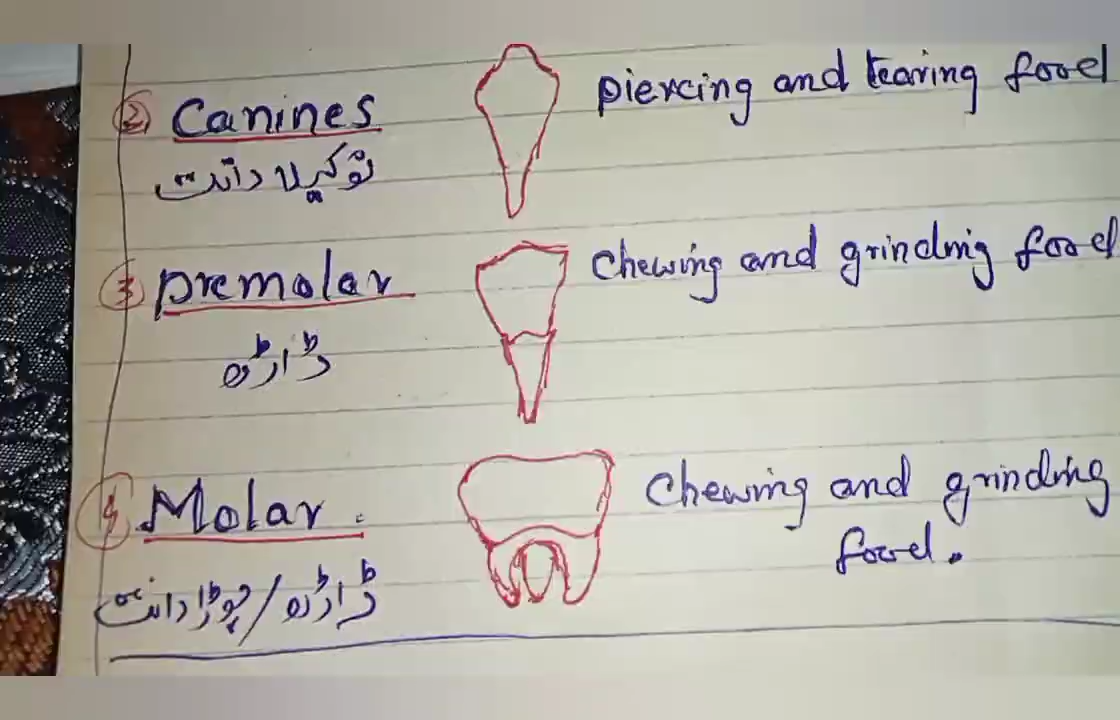 ② Canines piercing and tearing food
نوکیلا دانت
③ premolar chewing and grinding food
ڈاڑھ
④ Molar. chewing and grinding
food.
ڈاڑھ / چوڑا دانت